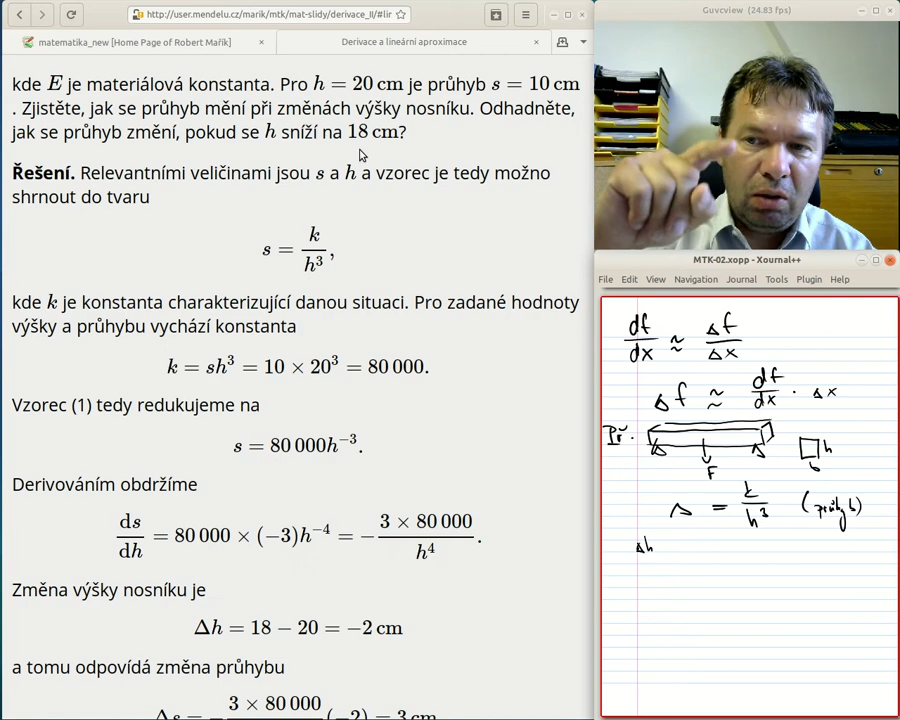 http://user.mendelu.cz/marik/mtk/mat-slidy/derivace_II/#lir
matematika_new [Home Page of Robert Mařík]
Derivace a lineární aproximace
kde E je materiálová konstanta. Pro h = 20 cm je průhyb s = 10 cm
. Zjistěte, jak se průhyb mění při změnách výšky nosníku. Odhadněte,
jak se průhyb změní, pokud se h sníží na 18 cm?
Řešení. Relevantními veličinami jsou s a h a vzorec je tedy možno
shrnout do tvaru
s = k/h³,
kde k je konstanta charakterizující danou situaci. Pro zadané hodnoty
výšky a průhybu vychází konstanta
k = sh³ = 10 × 20³ = 80 000.
Vzorec (1) tedy redukujeme na
s = 80 000h⁻³.
Derivováním obdržíme
ds/dh = 80 000 × (−3)h⁻⁴ = − 3 × 80 000/h⁴.
Změna výšky nosníku je
Δh = 18 − 20 = −2 cm
a tomu odpovídá změna průhybu
Δs = − 3 × 80 000 (−2) = 3 cm
Guvcview (24.83 fps)
MTK-02.xopp - Xournal++
File Edit View Navigation Journal Tools Plugin Help
df/dx ≈ Δf/Δx
Δf ≈ df/dx · Δx
Př.
h
b
F
s = k/h³ (průhyb)
Δh